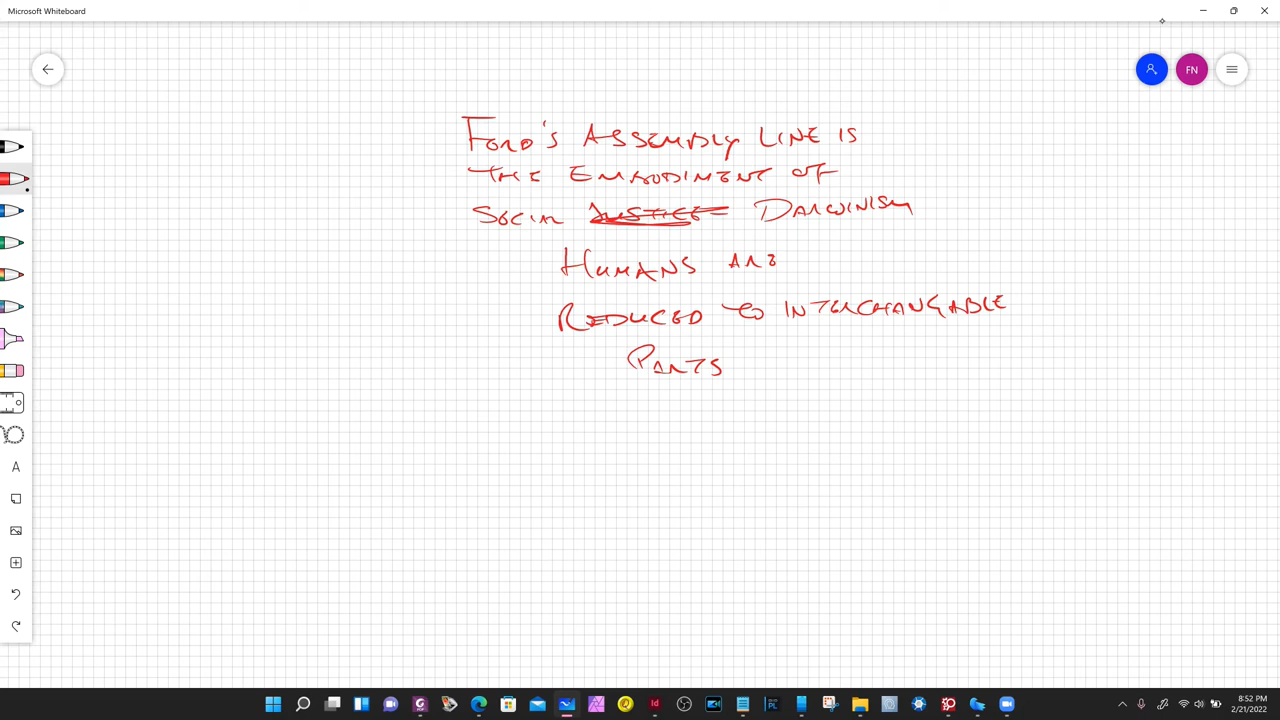 Microsoft Whiteboard
FN
FORD'S ASSEMBLY LINE IS
THE EMBODIMENT OF
SOCIAL JUSTICE DARWINISM
HUMANS ARE
REDUCED TO INTERCHANGABLE
PARTS
A
8:52 PM
2/21/2022